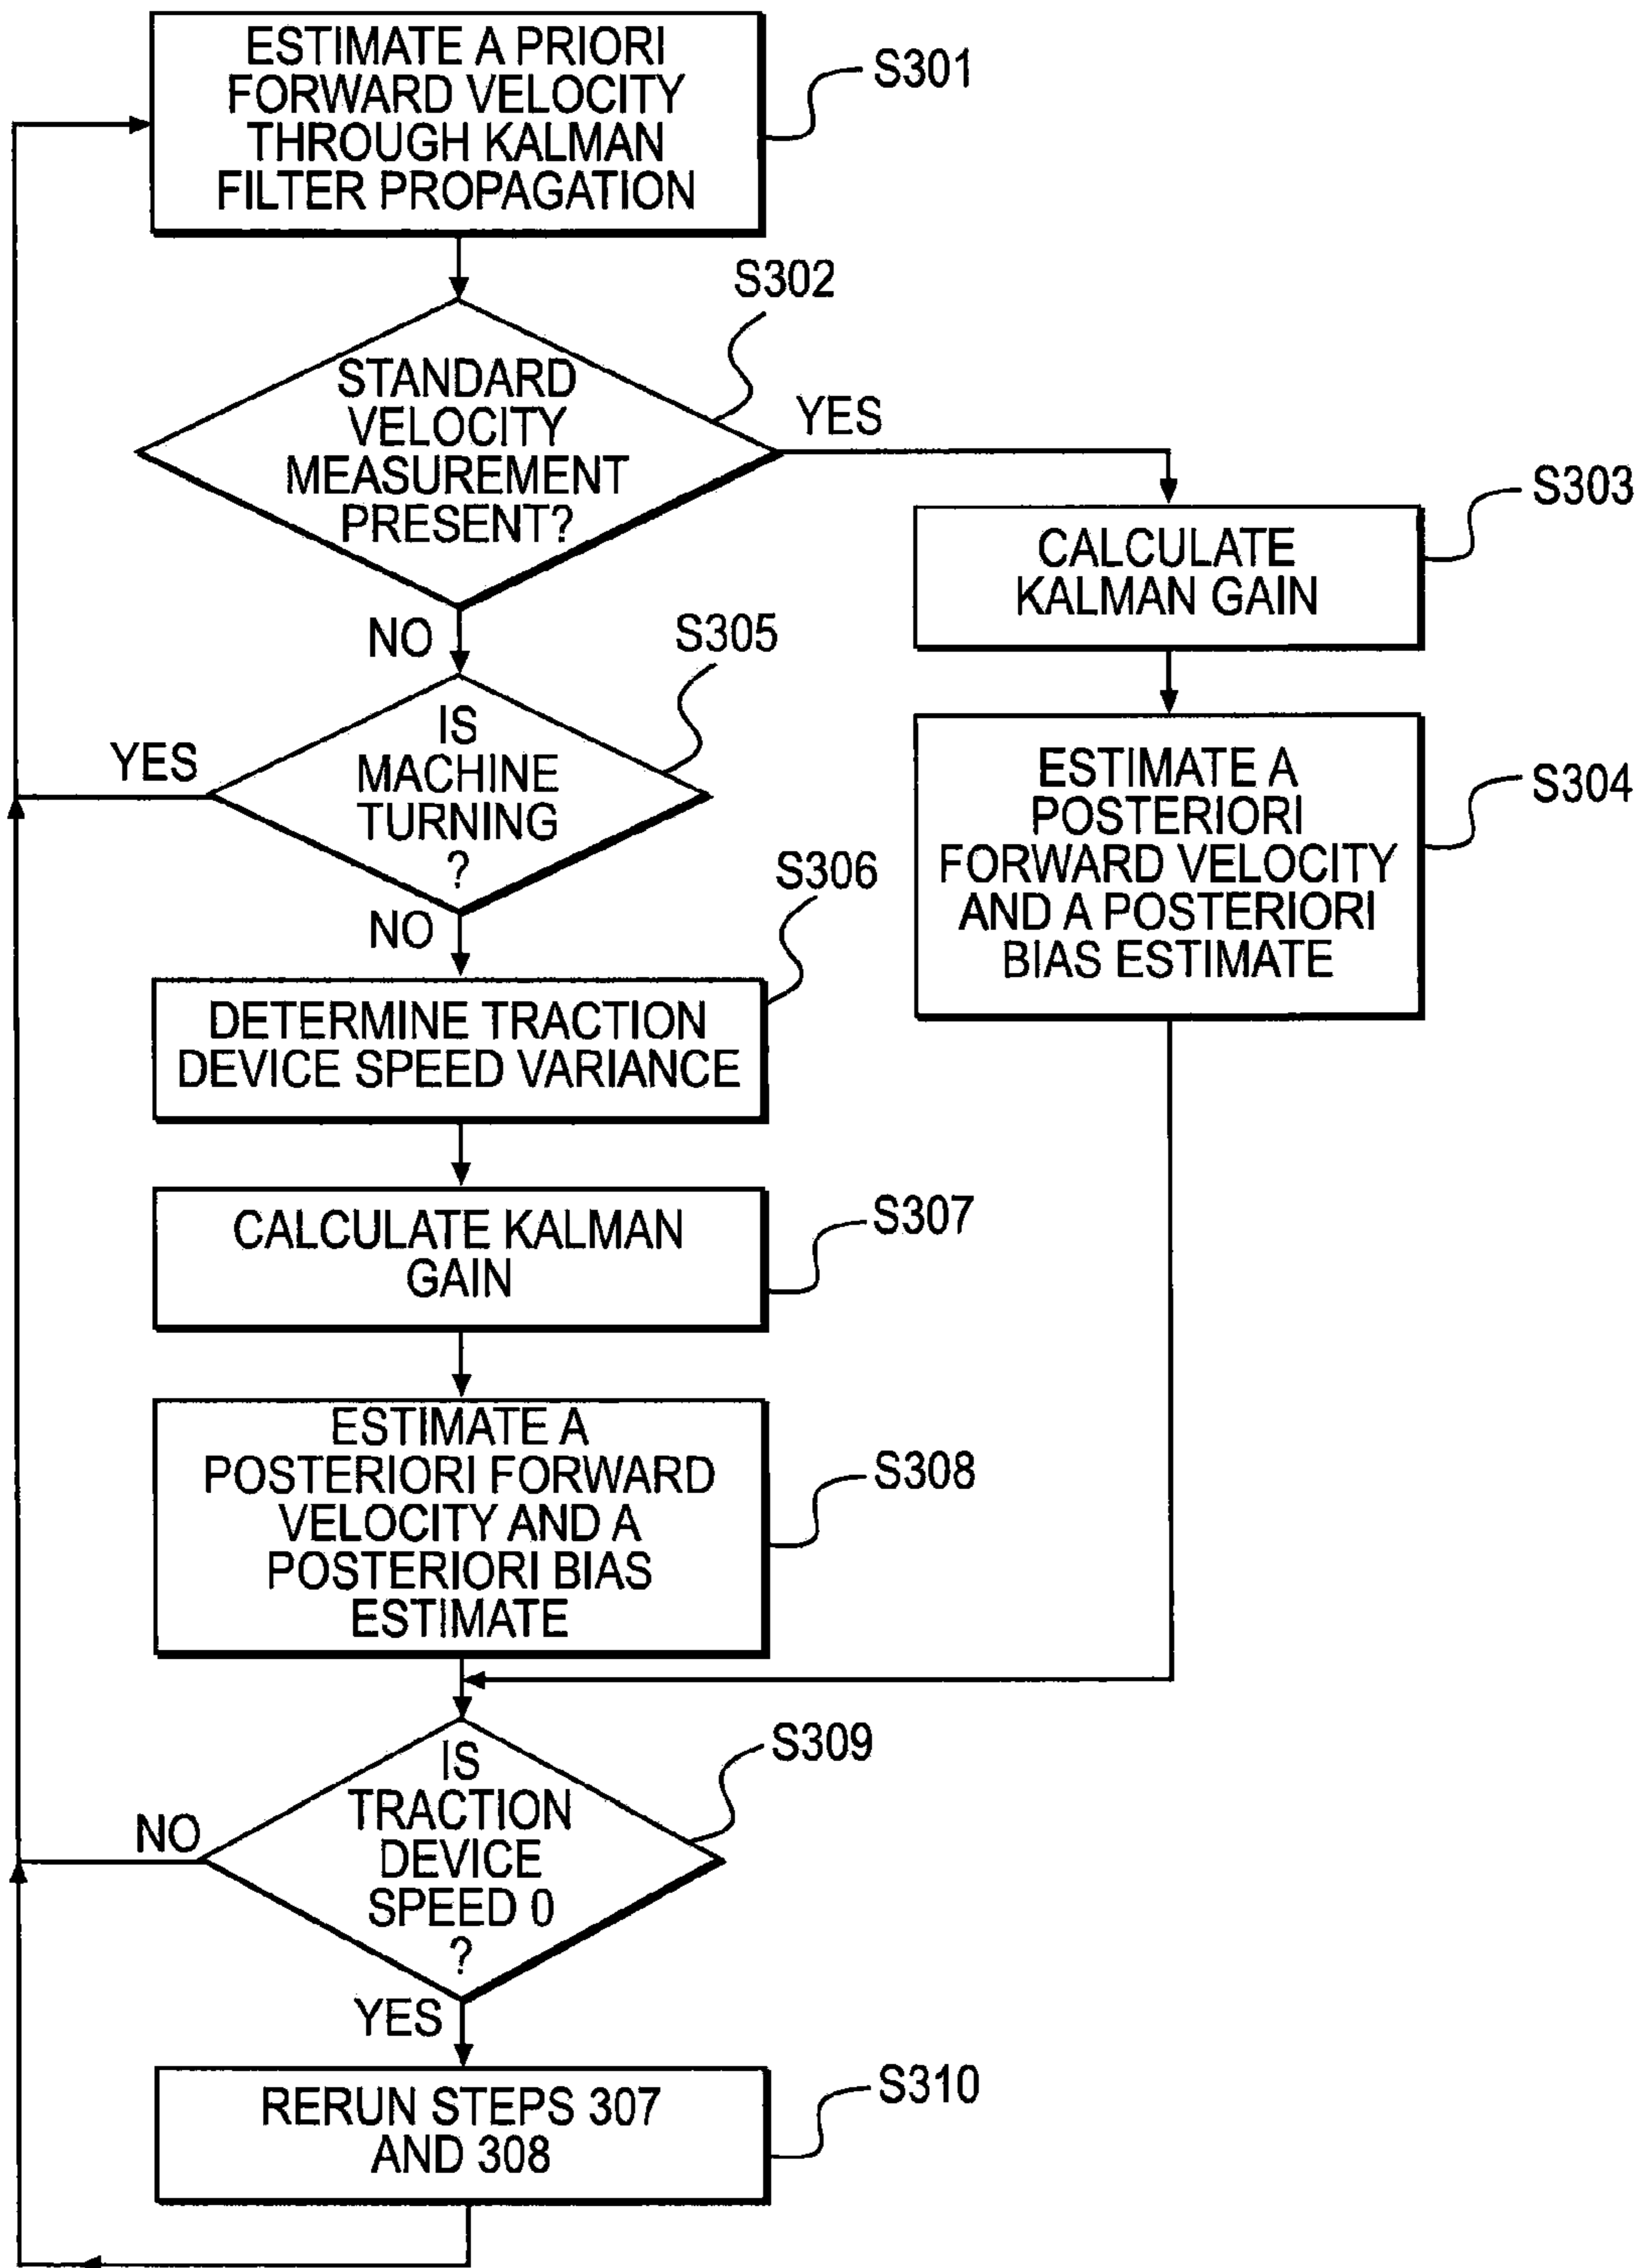 ESTIMATE A PRIORI
FORWARD VELOCITY
THROUGH KALMAN
FILTER PROPAGATION
S301
S302
STANDARD
VELOCITY
MEASUREMENT
PRESENT?
YES
NO
S303
CALCULATE
KALMAN GAIN
S304
ESTIMATE A
POSTERIORI
FORWARD VELOCITY
AND A POSTERIORI
BIAS ESTIMATE
S305
IS
MACHINE
TURNING
?
YES
NO
S306
DETERMINE TRACTION
DEVICE SPEED VARIANCE
CALCULATE KALMAN
GAIN
S307
ESTIMATE A
POSTERIORI FORWARD
VELOCITY AND A
POSTERIORI BIAS
ESTIMATE
S308
S309
IS
TRACTION
DEVICE
SPEED 0
?
NO
YES
RERUN STEPS 307
AND 308
S310